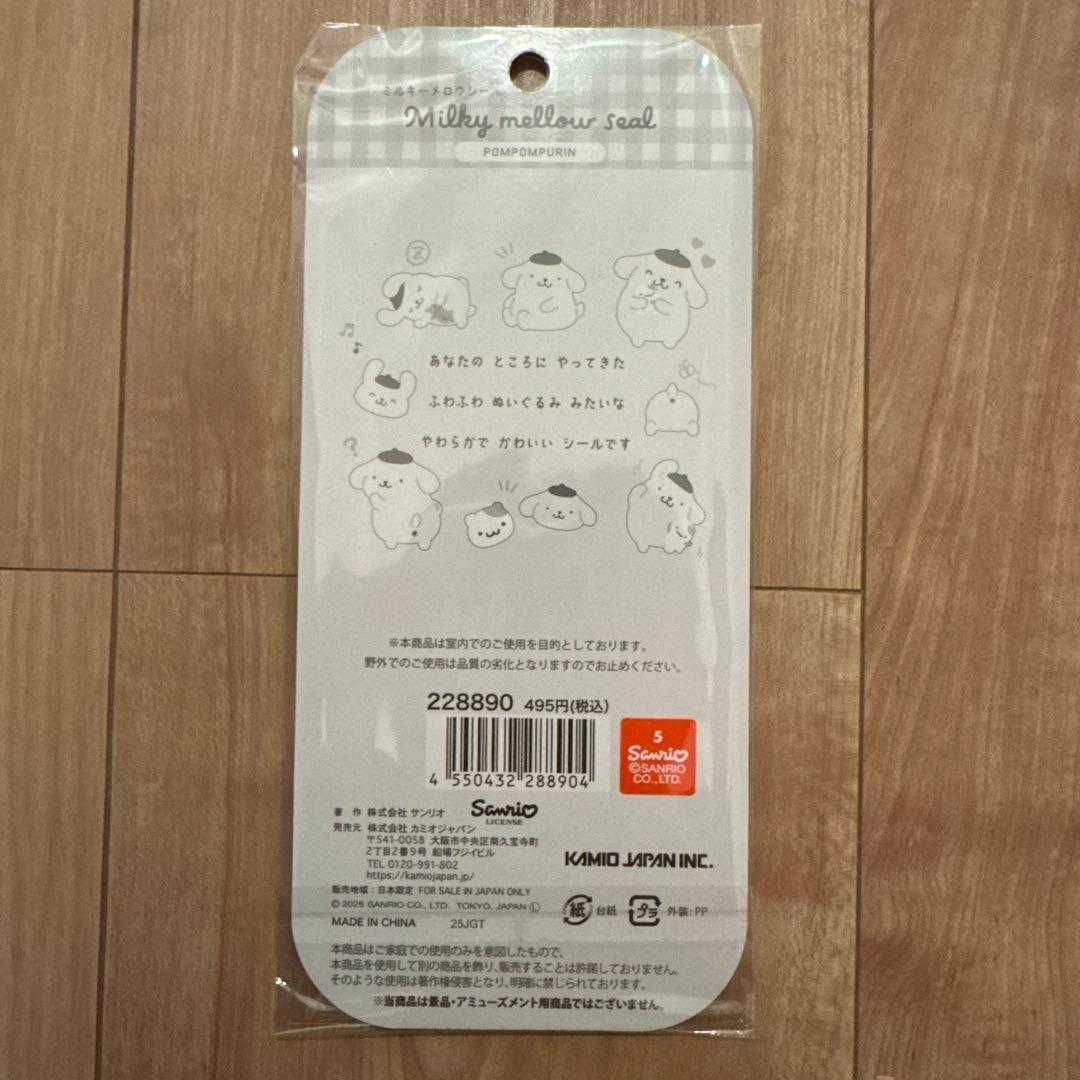 ミルキーメロウシール
Milky mellow seal
POMPOMPURIN
Z
あなたの ところに やってきた
ふわふわ ぬいぐるみ みたいな
やわらかで かわいい シールです
?
※本商品は室内でのご使用を目的としております。
野外でのご使用は品質の劣化となりますのでお止めください。
228890 495円(税込)
4 550432 288904
5
Sanrio
©SANRIO
CO., LTD.
著 作 株式会社 サンリオ
Sanrio
LICENSE
発売元 株式会社 カミオジャパン
〒541-0058 大阪市中央区南久宝寺町
2丁目2番9号 船場フジイビル
TEL 0120-991-802
https://kamiojapan.jp/
KAMIO JAPAN INC.
販売地域：日本限定 FOR SALE IN JAPAN ONLY
© 2025 SANRIO CO., LTD. TOKYO, JAPAN Ⓛ
MADE IN CHINA 25JGT
紙 台紙 プラ 外装：PP
本商品はご家庭での使用のみを意図したもので、
本商品を使用して別の商品を飾り、販売することは許諾しておりません。
そのような使用は著作権侵害となり、明確に禁じられております。
※当商品は景品・アミューズメント用商品ではございません。